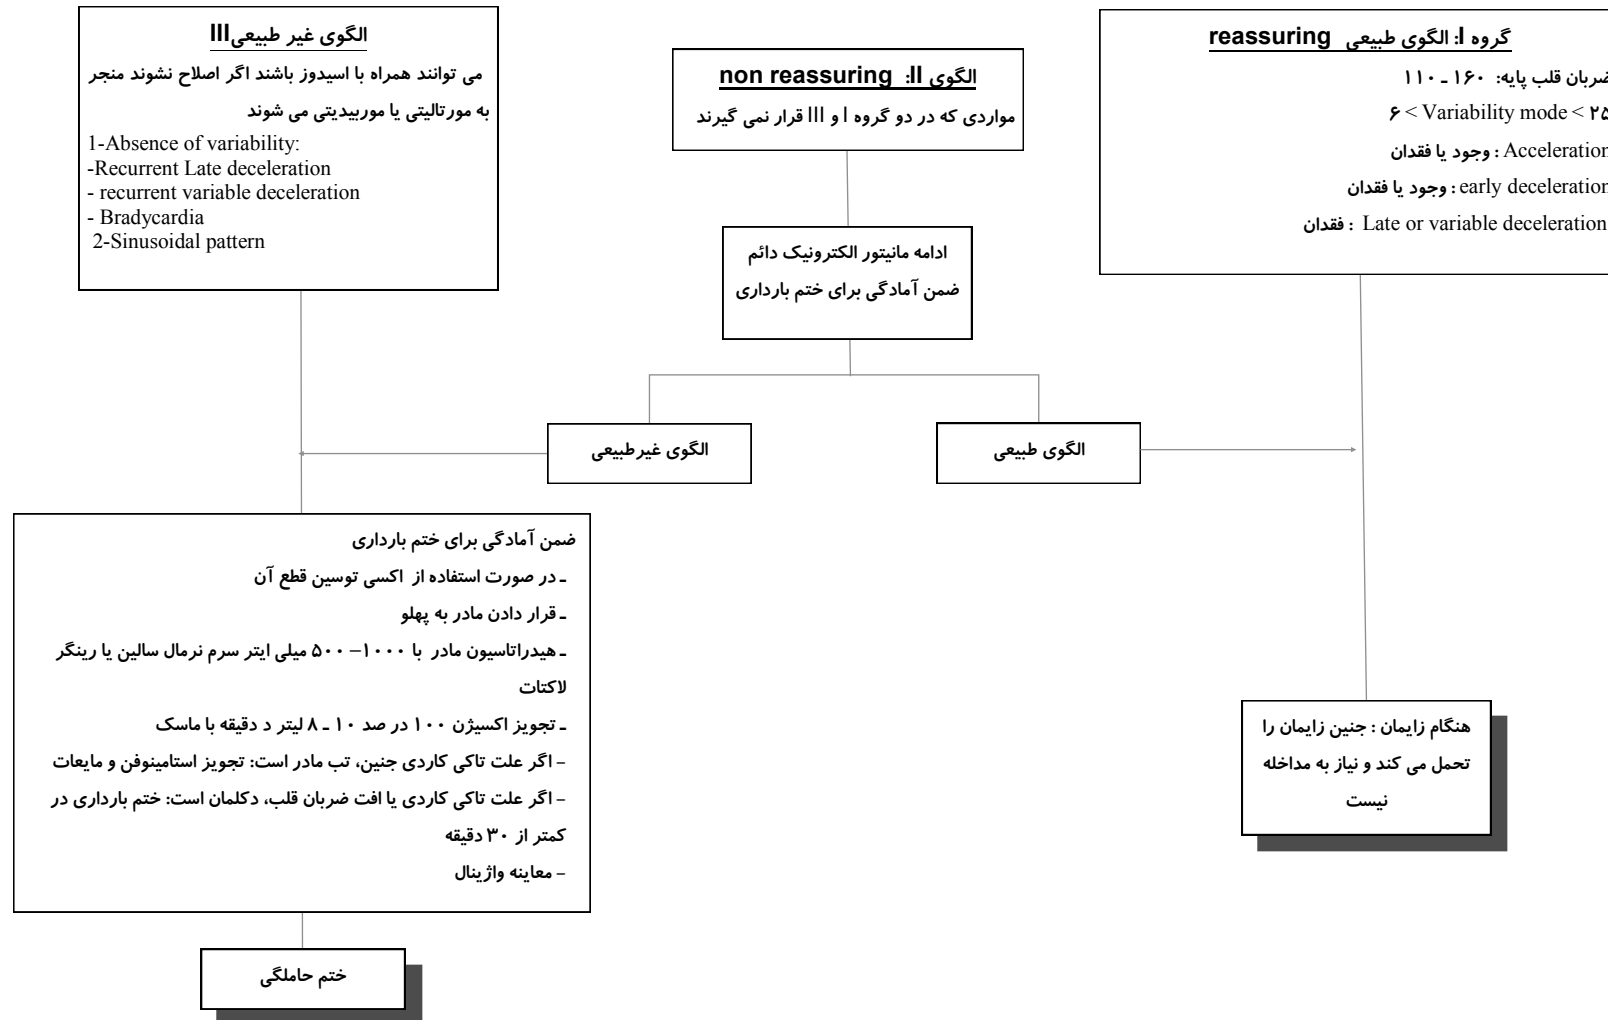 گروه I: الگوی طبیعی reassuring
ضربان قلب پایه: ۱۶۰ ـ ۱۱۰
۶ < Variability mode < ۲۵
Acceleration : وجود یا فقدان
early deceleration : وجود یا فقدان
Late or variable deceleration : فقدان
الگوی II: non reassuring
مواردی که در دو گروه I و III قرار نمی گیرند
الگوی غیر طبیعی III
می توانند همراه با اسیدوز باشند اگر اصلاح نشوند منجر
به مورتالیتی یا موربیدیتی می شوند
1-Absence of variability:
-Recurrent Late deceleration
- recurrent variable deceleration
- Bradycardia
2-Sinusoidal pattern
ادامه مانیتور الکترونیک دائم
ضمن آمادگی برای ختم بارداری
الگوی طبیعی
الگوی غیرطبیعی
ضمن آمادگی برای ختم بارداری
ـ در صورت استفاده از اکسی توسین قطع آن
ـ قرار دادن مادر به پهلو
ـ هیدراتاسیون مادر با ۱۰۰۰– ۵۰۰ میلی ایتر سرم نرمال سالین یا رینگر
لاکتات
ـ تجویز اکسیژن ۱۰۰ در صد ۱۰ ـ ۸ لیتر د دقیقه با ماسک
– اگر علت تاکی کاردی جنین، تب مادر است: تجویز استامینوفن و مایعات
– اگر علت تاکی کاردی یا افت ضربان قلب، دکلمان است: ختم بارداری در
کمتر از ۳۰ دقیقه
– معاینه واژینال
هنگام زایمان : جنین زایمان را
تحمل می کند و نیاز به مداخله
نیست
ختم حاملگی